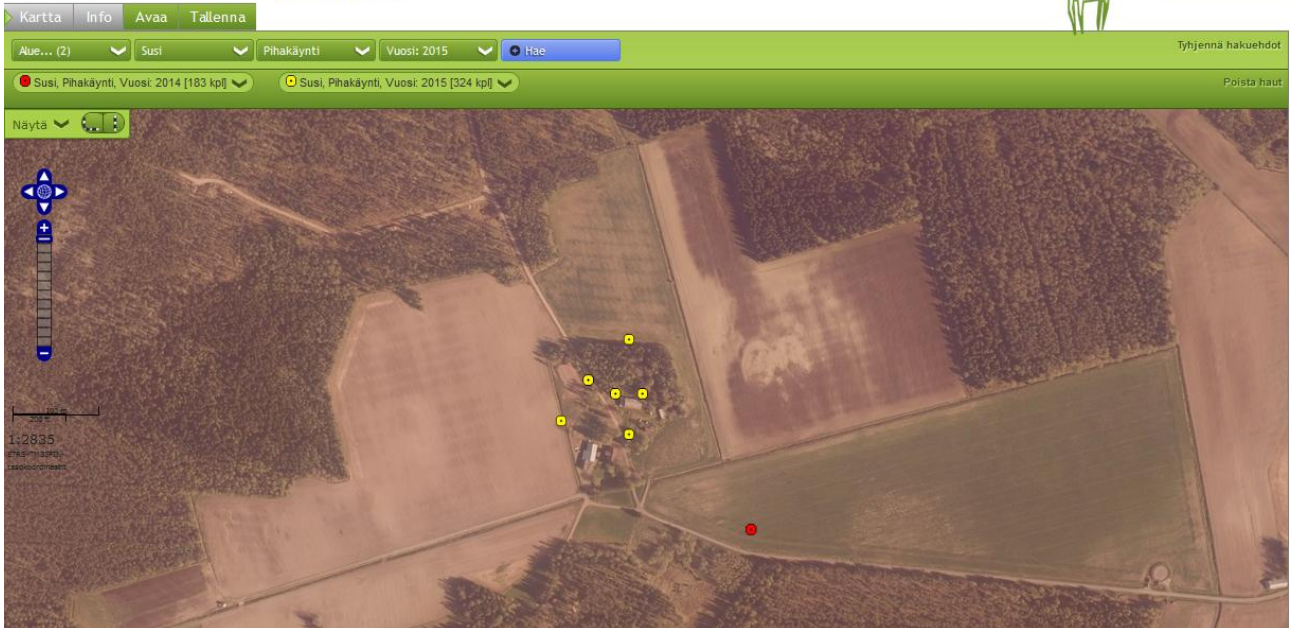 Kartta Info Avaa Tallenna
Alue... (2) Susi Pihakäynti Vuosi: 2015 Hae Tyhjennä hakuehdot
Susi, Pihakäynti, Vuosi: 2014 [183 kpl] Susi, Pihakäynti, Vuosi: 2015 [324 kpl] Poista haut
Näytä
1:2835